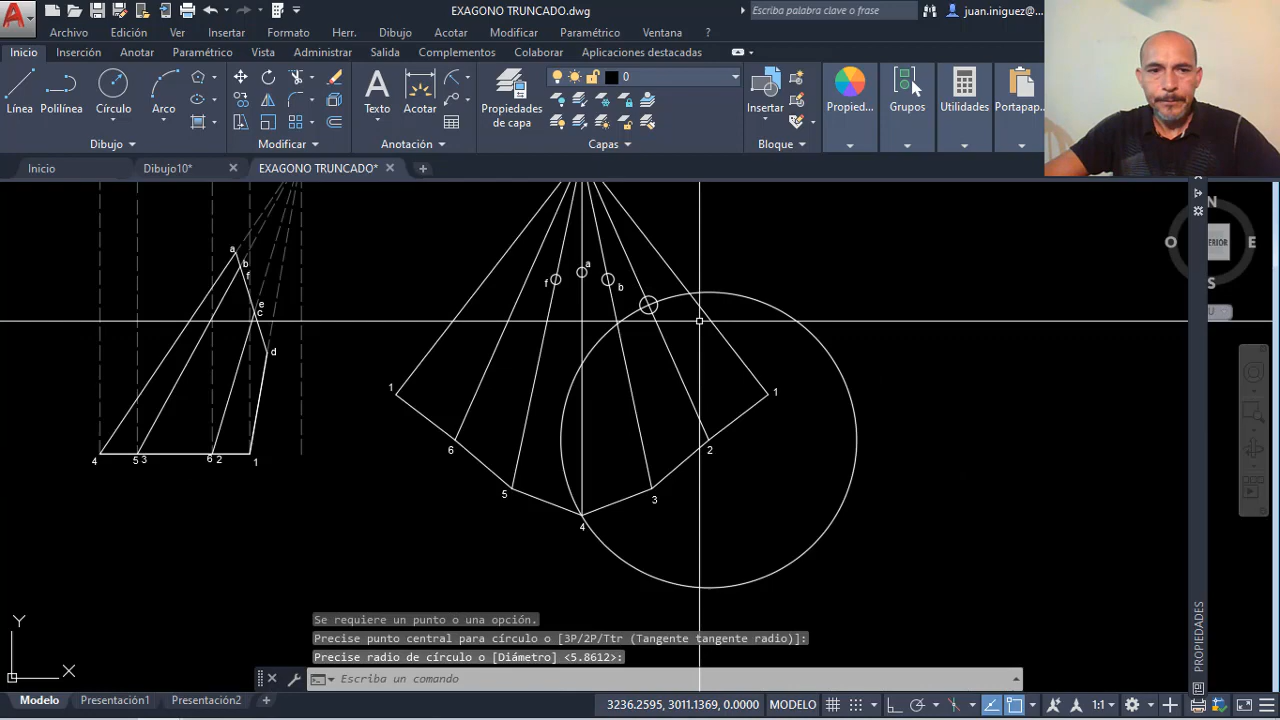 EXAGONO TRUNCADO.dwg
Escriba palabra clave o frase
juan.iniguez@...
Archivo Edición Ver Insertar Formato Herr. Dibujo Acotar Modificar Paramétrico Ventana ?
Inicio Inserción Anotar Paramétrico Vista Administrar Salida Complementos Colaborar Aplicaciones destacadas
Línea Polilínea Círculo Arco
Texto Acotar
Propiedades
de capa
0
Insertar
Propied... Grupos Utilidades Portapap...
Dibujo Modificar Anotación Capas Bloque
Inicio Dibujo10* EXAGONO TRUNCADO*
N
O E
ERIOR
S
U
a
b
f
e
c
d
4 5 3 6 2 1
f a b
1 1
6 2
5 3
4
Se requiere un punto o una opción.
Precise punto central para círculo o [3P/2P/Ttr (Tangente tangente radio)]:
Precise radio de círculo o [Diámetro] <5.8612>:
Escriba un comando
Y
X
PROPIEDADES
Modelo Presentación1 Presentación2 +
3236.2595, 3011.1369, 0.0000 MODELO 1:1